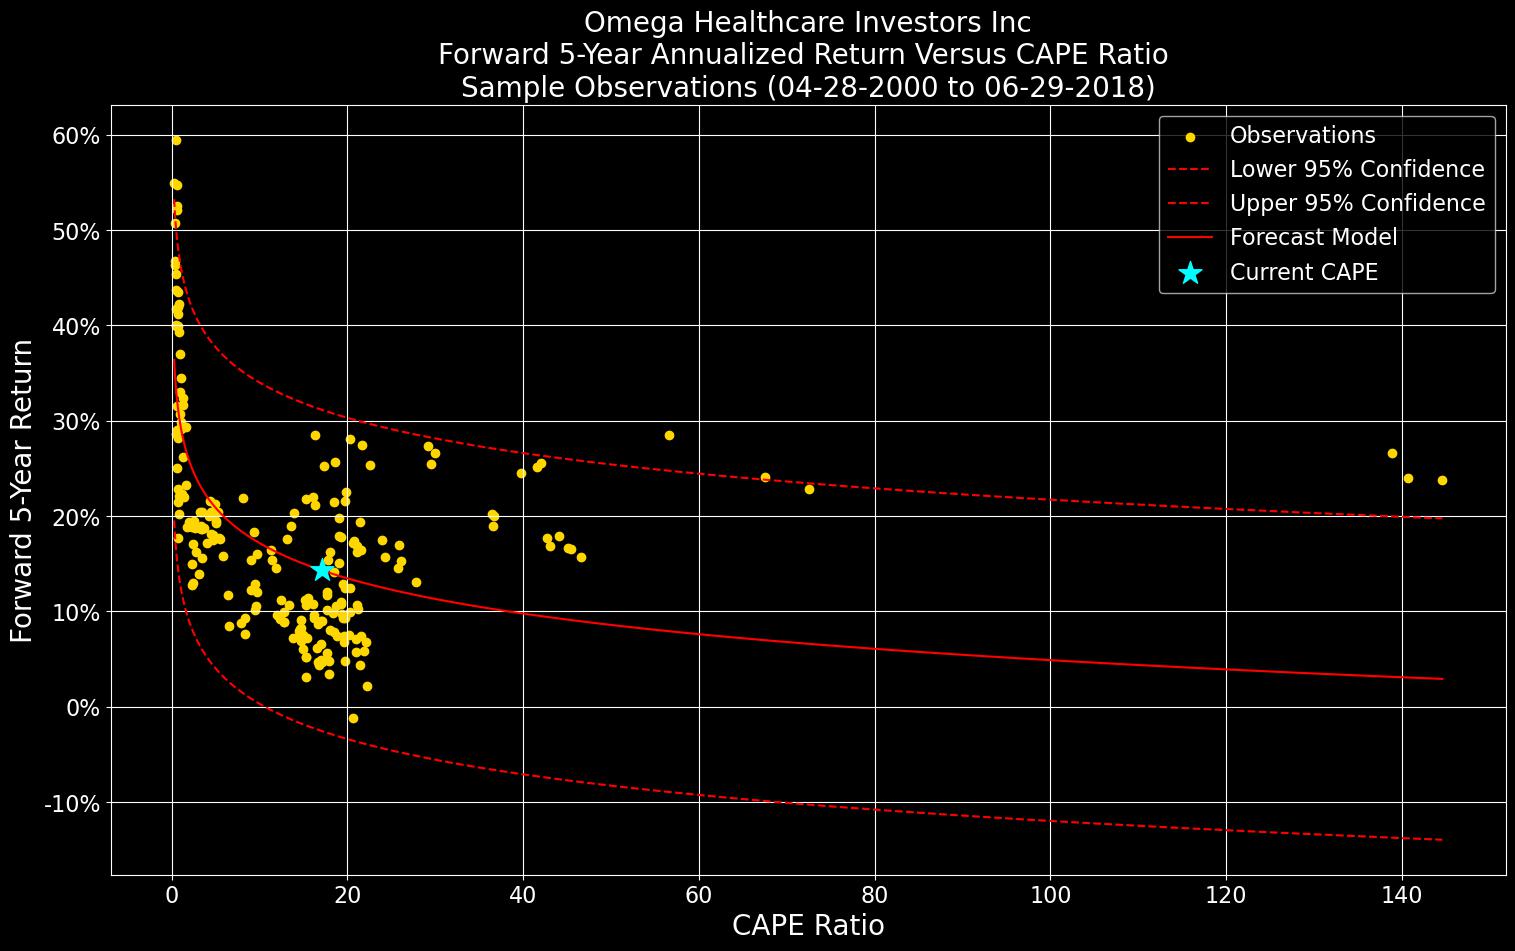 Omega Healthcare Investors Inc
Forward 5-Year Annualized Return Versus CAPE Ratio
Sample Observations (04-28-2000 to 06-29-2018)
Observations
Lower 95% Confidence
Upper 95% Confidence
Forecast Model
Current CAPE
Forward 5-Year Return
60%
50%
40%
30%
20%
10%
0%
-10%
0 20 40 60 80 100 120 140
CAPE Ratio